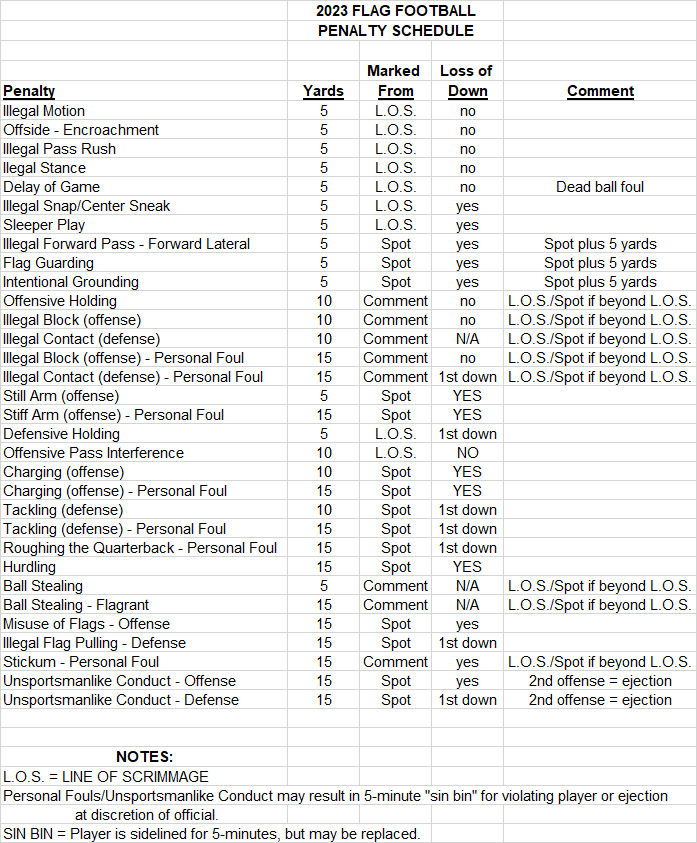 2023 FLAG FOOTBALL
PENALTY SCHEDULE
Marked Loss of
Penalty Yards From Down Comment
Illegal Motion 5 L.O.S. no
Offside - Encroachment 5 L.O.S. no
Illegal Pass Rush 5 L.O.S. no
llegal Stance 5 L.O.S. no
Delay of Game 5 L.O.S. no Dead ball foul
Illegal Snap/Center Sneak 5 L.O.S. yes
Sleeper Play 5 L.O.S. yes
Illegal Forward Pass - Forward Lateral 5 Spot yes Spot plus 5 yards
Flag Guarding 5 Spot yes Spot plus 5 yards
Intentional Grounding 5 Spot yes Spot plus 5 yards
Offensive Holding 10 Comment no L.O.S./Spot if beyond L.O.S.
Illegal Block (offense) 10 Comment no L.O.S./Spot if beyond L.O.S.
Illegal Contact (defense) 10 Comment N/A L.O.S./Spot if beyond L.O.S.
Illegal Block (offense) - Personal Foul 15 Comment no L.O.S./Spot if beyond L.O.S.
Illegal Contact (defense) - Personal Foul 15 Comment 1st down L.O.S./Spot if beyond L.O.S.
Still Arm (offense) 5 Spot YES
Stiff Arm (offense) - Personal Foul 15 Spot YES
Defensive Holding 5 L.O.S. 1st down
Offensive Pass Interference 10 L.O.S. NO
Charging (offense) 10 Spot YES
Charging (offense) - Personal Foul 15 Spot YES
Tackling (defense) 10 Spot 1st down
Tackling (defense) - Personal Foul 15 Spot 1st down
Roughing the Quarterback - Personal Foul 15 Spot 1st down
Hurdling 15 Spot YES
Ball Stealing 5 Comment N/A L.O.S./Spot if beyond L.O.S.
Ball Stealing - Flagrant 15 Comment N/A L.O.S./Spot if beyond L.O.S.
Misuse of Flags - Offense 15 Spot yes
Illegal Flag Pulling - Defense 15 Spot 1st down
Stickum - Personal Foul 15 Comment yes L.O.S./Spot if beyond L.O.S.
Unsportsmanlike Conduct - Offense 15 Spot yes 2nd offense = ejection
Unsportsmanlike Conduct - Defense 15 Spot 1st down 2nd offense = ejection
NOTES:
L.O.S. = LINE OF SCRIMMAGE
Personal Fouls/Unsportsmanlike Conduct may result in 5-minute "sin bin" for violating player or ejection
at discretion of official.
SIN BIN = Player is sidelined for 5-minutes, but may be replaced.